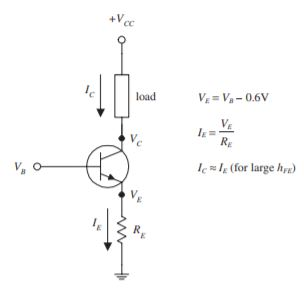 +V_CC
I_C
load
V_E = V_B – 0.6V
V_C
I_E = V_E / R_E
V_B
I_C ≈ I_E (for large h_FE)
V_E
I_E
R_E